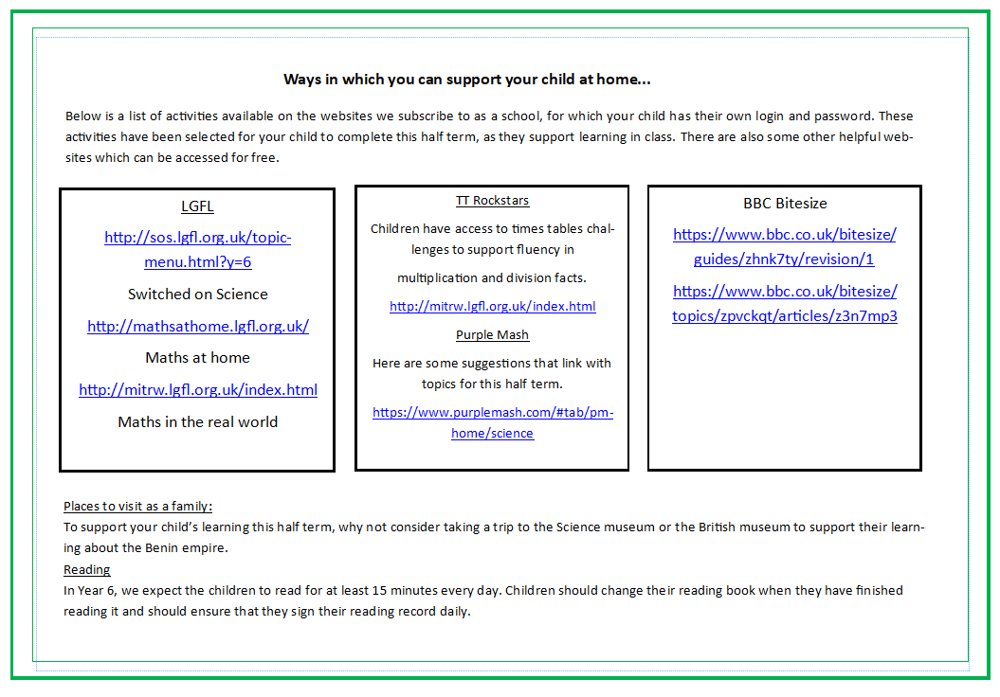 Ways in which you can support your child at home...
Below is a list of activities available on the websites we subscribe to as a school, for which your child has their own login and password. These
activities have been selected for your child to complete this half term, as they support learning in class. There are also some other helpful web-
sites which can be accessed for free.
LGFL
http://sos.lgfl.org.uk/topic-
menu.html?y=6
Switched on Science
http://mathsathome.lgfl.org.uk/
Maths at home
http://mitrw.lgfl.org.uk/index.html
Maths in the real world
TT Rockstars
Children have access to times tables chal-
lenges to support fluency in
multiplication and division facts.
http://mitrw.lgfl.org.uk/index.html
Purple Mash
Here are some suggestions that link with
topics for this half term.
https://www.purplemash.com/#tab/pm-
home/science
BBC Bitesize
https://www.bbc.co.uk/bitesize/
guides/zhnk7ty/revision/1
https://www.bbc.co.uk/bitesize/
topics/zpvckqt/articles/z3n7mp3
Places to visit as a family:
To support your child’s learning this half term, why not consider taking a trip to the Science museum or the British museum to support their learn-
ing about the Benin empire.
Reading
In Year 6, we expect the children to read for at least 15 minutes every day. Children should change their reading book when they have finished
reading it and should ensure that they sign their reading record daily.